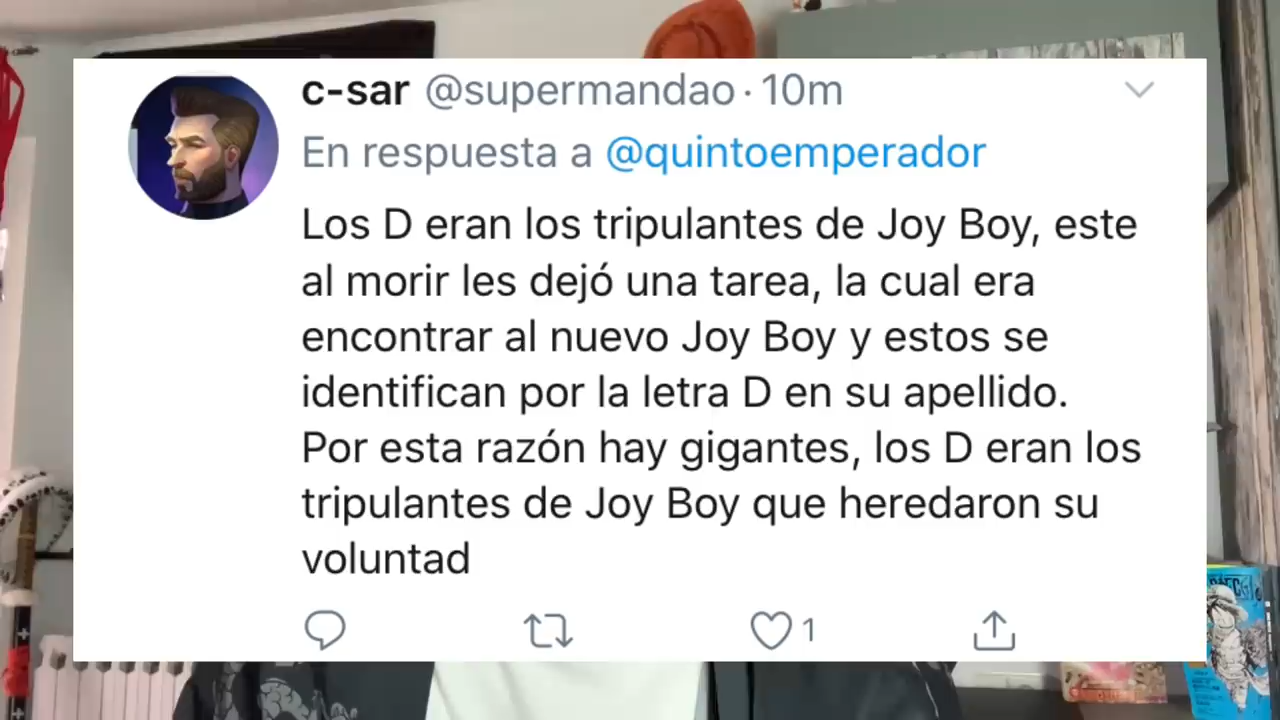 c-sar @supermandao · 10m
En respuesta a @quintoemperador
Los D eran los tripulantes de Joy Boy, este
al morir les dejó una tarea, la cual era
encontrar al nuevo Joy Boy y estos se
identifican por la letra D en su apellido.
Por esta razón hay gigantes, los D eran los
tripulantes de Joy Boy que heredaron su
voluntad
1